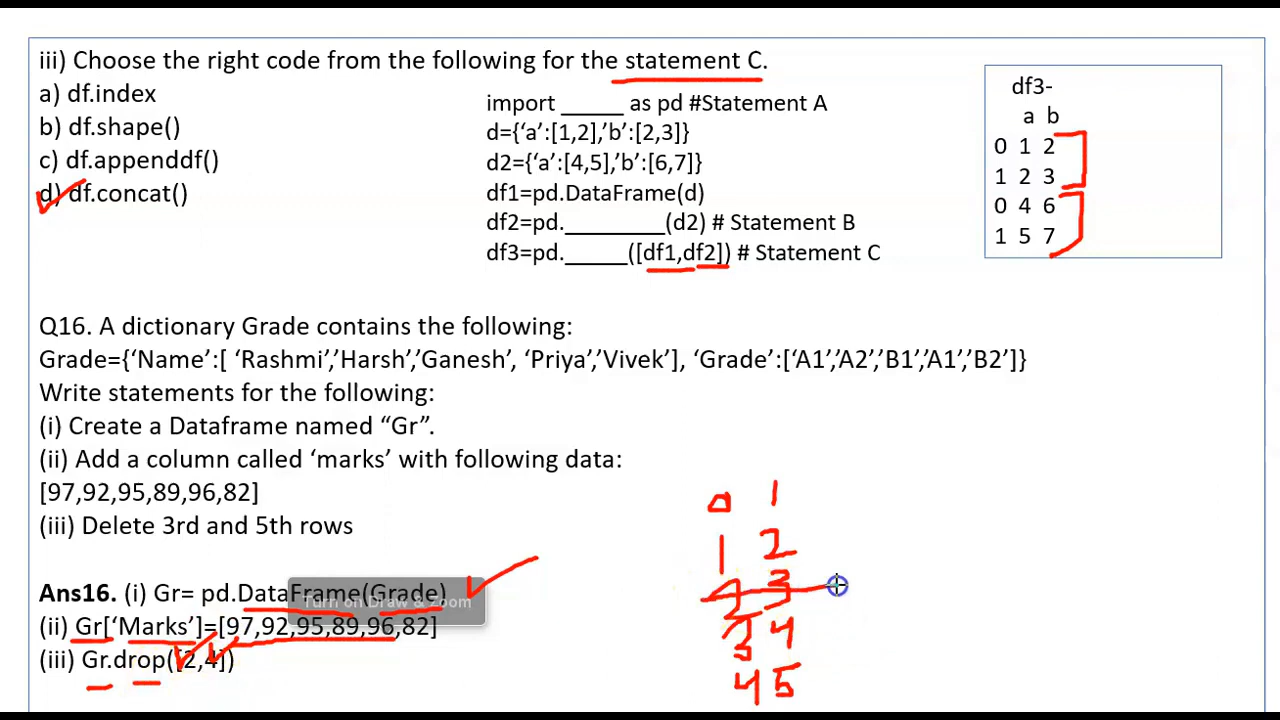 iii) Choose the right code from the following for the statement C.
a) df.index
b) df.shape()
c) df.appenddf()
d) df.concat()
import _____ as pd #Statement A
d={‘a’:[1,2],’b’:[2,3]}
d2={‘a’:[4,5],’b’:[6,7]}
df1=pd.DataFrame(d)
df2=pd.________(d2) # Statement B
df3=pd._____([df1,df2]) # Statement C
df3-
a b
0 1 2
1 2 3
0 4 6
1 5 7
Q16. A dictionary Grade contains the following:
Grade={‘Name’:[ ‘Rashmi’,’Harsh’,’Ganesh’, ‘Priya’,’Vivek’], ‘Grade’:[‘A1’,’A2’,’B1’,’A1’,’B2’]}
Write statements for the following:
(i) Create a Dataframe named “Gr”.
(ii) Add a column called ‘marks’ with following data:
[97,92,95,89,96,82]
(iii) Delete 3rd and 5th rows
Ans16. (i) Gr= pd.DataFrame(Grade)
Turn on Draw & Zoom
(ii) Gr[‘Marks’]=[97,92,95,89,96,82]
(iii) Gr.drop([2,4])
0 1
1 2
2 3
3 4
4 5